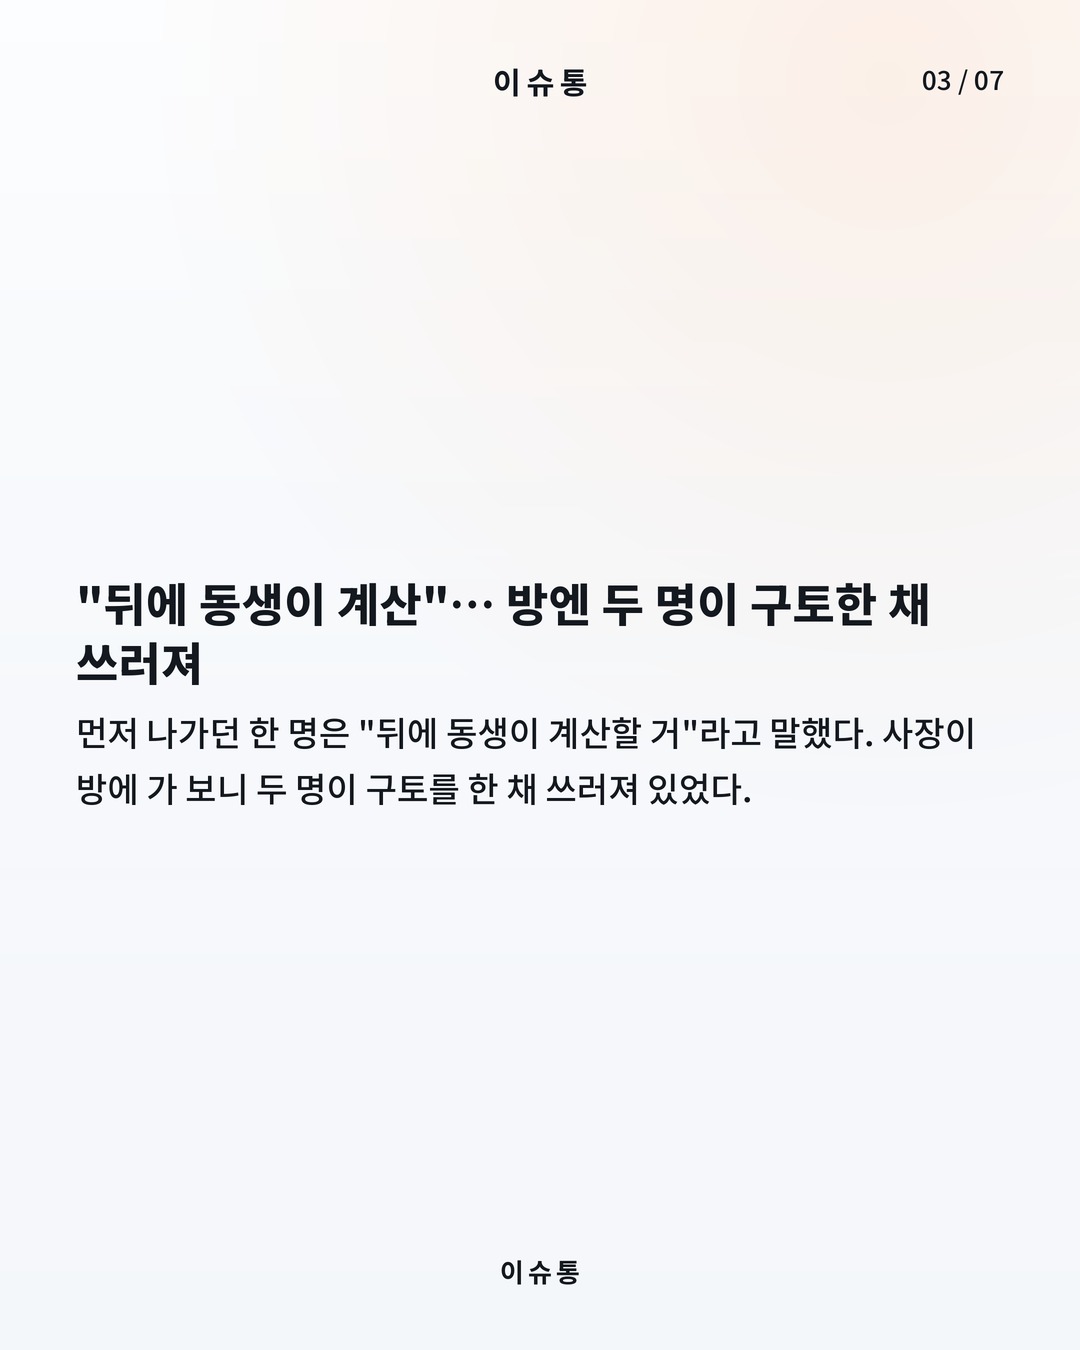 이슈통
03 / 07
"뒤에 동생이 계산"… 방엔 두 명이 구토한 채
쓰러져
먼저 나가던 한 명은 "뒤에 동생이 계산할 거"라고 말했다. 사장이
방에 가 보니 두 명이 구토를 한 채 쓰러져 있었다.
이슈통